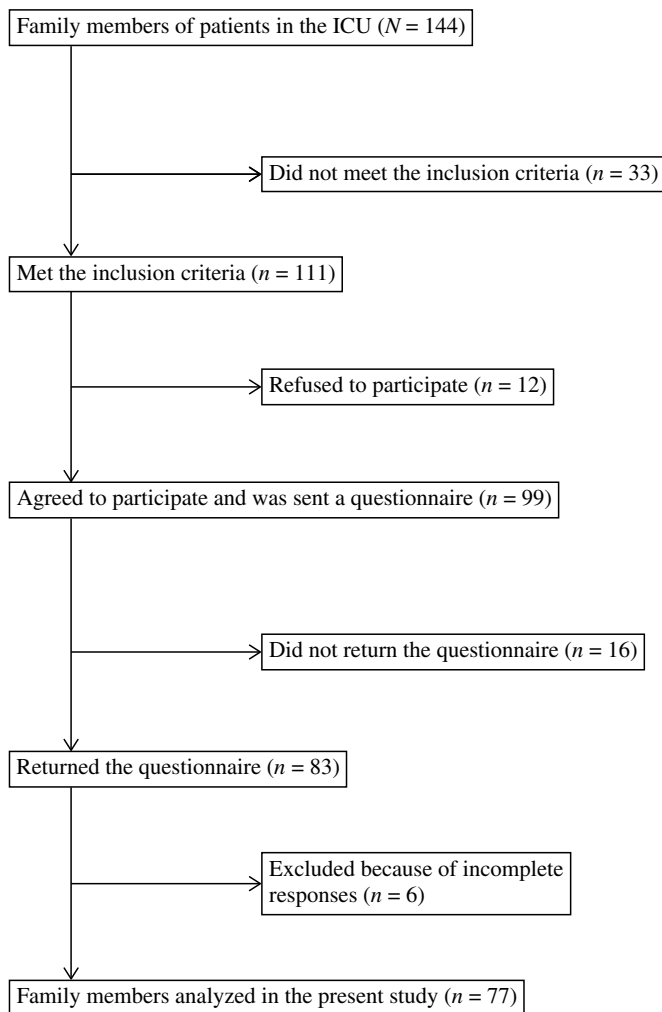 Family members of patients in the ICU (N = 144)
Did not meet the inclusion criteria (n = 33)
Met the inclusion criteria (n = 111)
Refused to participate (n = 12)
Agreed to participate and was sent a questionnaire (n = 99)
Did not return the questionnaire (n = 16)
Returned the questionnaire (n = 83)
Excluded because of incomplete
responses (n = 6)
Family members analyzed in the present study (n = 77)